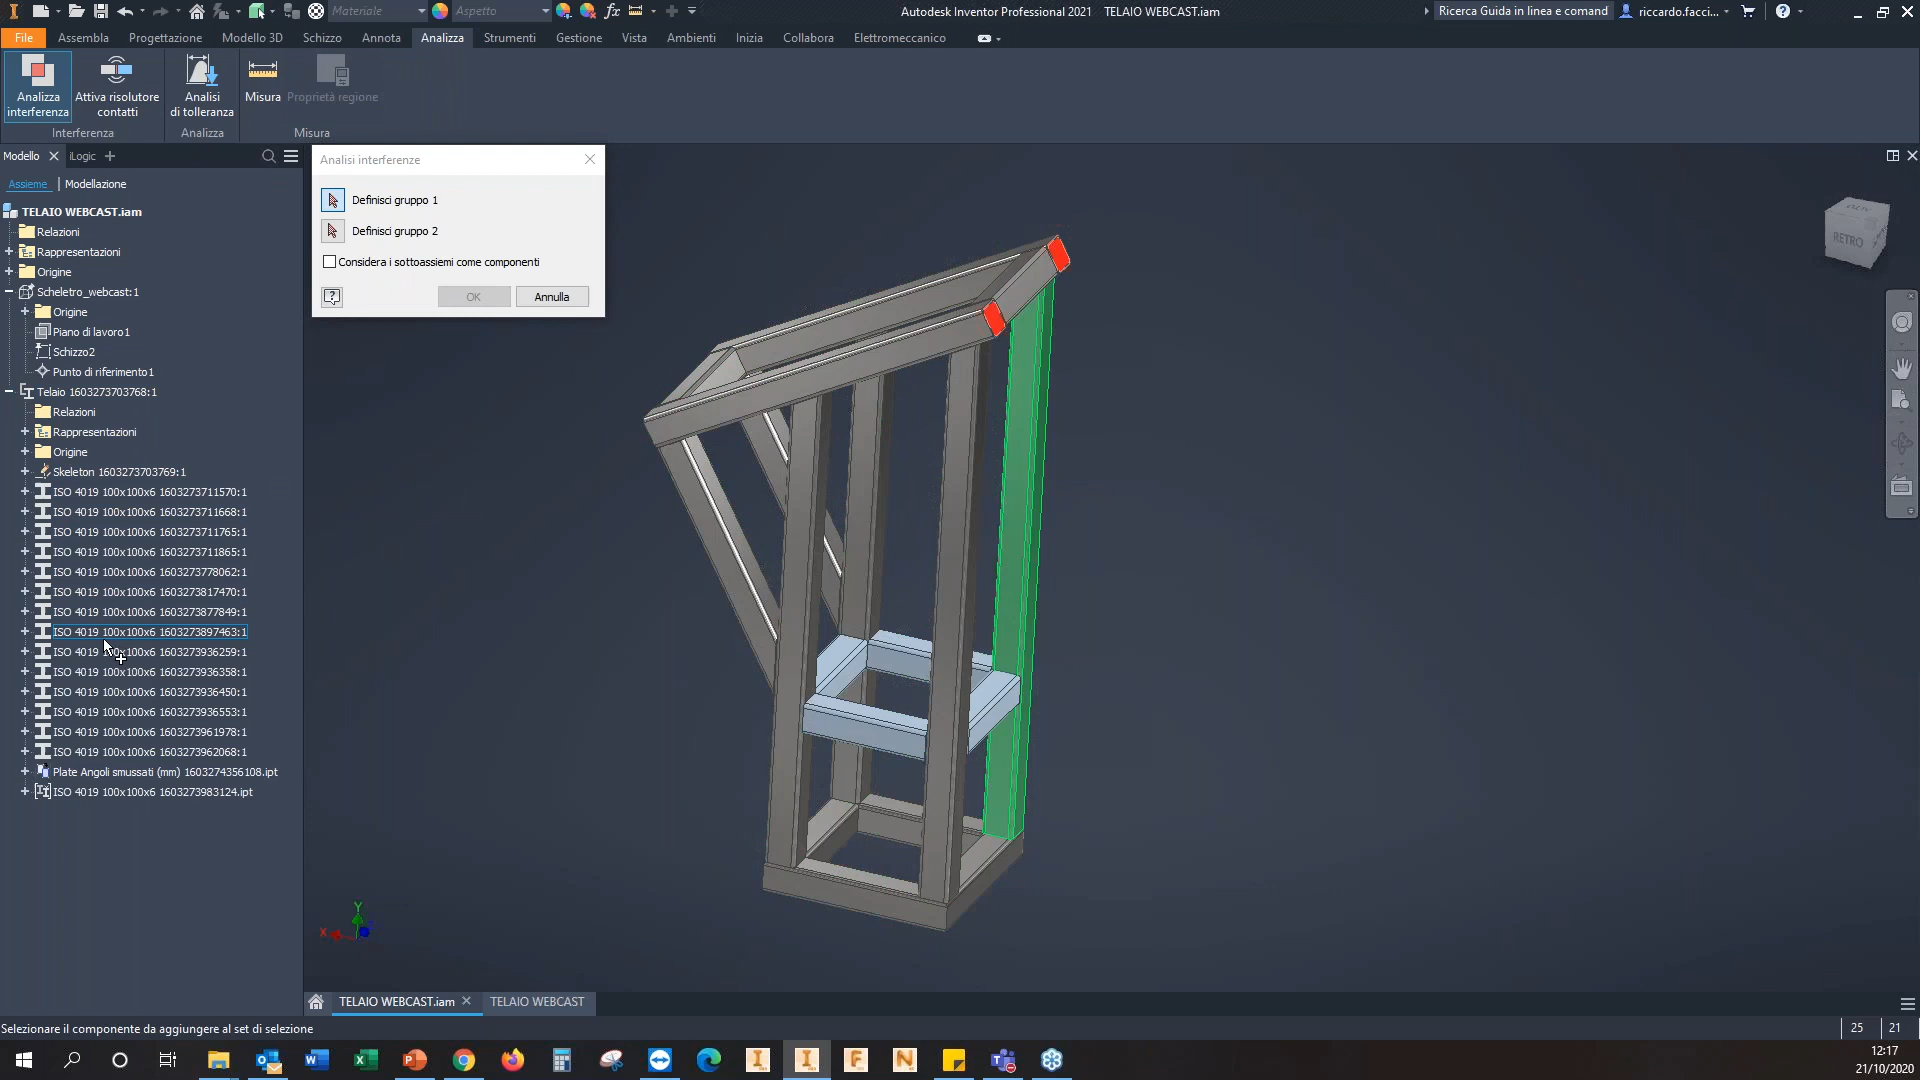 Materiale
Aspetto
Autodesk Inventor Professional 2021 TELAIO WEBCAST.iam
Ricerca Guida in linea e comand
riccardo.facci...
File
Assembla
Progettazione
Modello 3D
Schizzo
Annota
Analizza
Strumenti
Gestione
Vista
Ambienti
Inizia
Collabora
Elettromeccanico
Analizza
interferenza
Attiva risolutore
contatti
Analisi
di tolleranza
Misura
Proprietà regione
Interferenza
Analizza
Misura
Modello
iLogic
Assieme
Modellazione
TELAIO WEBCAST.iam
Relazioni
Rappresentazioni
Origine
Scheletro_webcast:1
Origine
Piano di lavoro1
Schizzo2
Punto di riferimento1
Telaio 1603273703768:1
Relazioni
Rappresentazioni
Origine
Skeleton 1603273703769:1
ISO 4019 100x100x6 1603273711570:1
ISO 4019 100x100x6 1603273711668:1
ISO 4019 100x100x6 1603273711765:1
ISO 4019 100x100x6 1603273711865:1
ISO 4019 100x100x6 1603273778062:1
ISO 4019 100x100x6 1603273817470:1
ISO 4019 100x100x6 1603273877849:1
ISO 4019 100x100x6 1603273897463:1
ISO 4019 100x100x6 1603273936259:1
ISO 4019 100x100x6 1603273936358:1
ISO 4019 100x100x6 1603273936450:1
ISO 4019 100x100x6 1603273936553:1
ISO 4019 100x100x6 1603273961978:1
ISO 4019 100x100x6 1603273962068:1
Plate Angoli smussati (mm) 1603274356108.ipt
ISO 4019 100x100x6 1603273983124.ipt
Analisi interferenze
Definisci gruppo 1
Definisci gruppo 2
Considera i sottoassiemi come componenti
OK
Annulla
RETRO
Y
X
TELAIO WEBCAST.iam
TELAIO WEBCAST
Selezionare il componente da aggiungere al set di selezione
25
21
12:17
21/10/2020